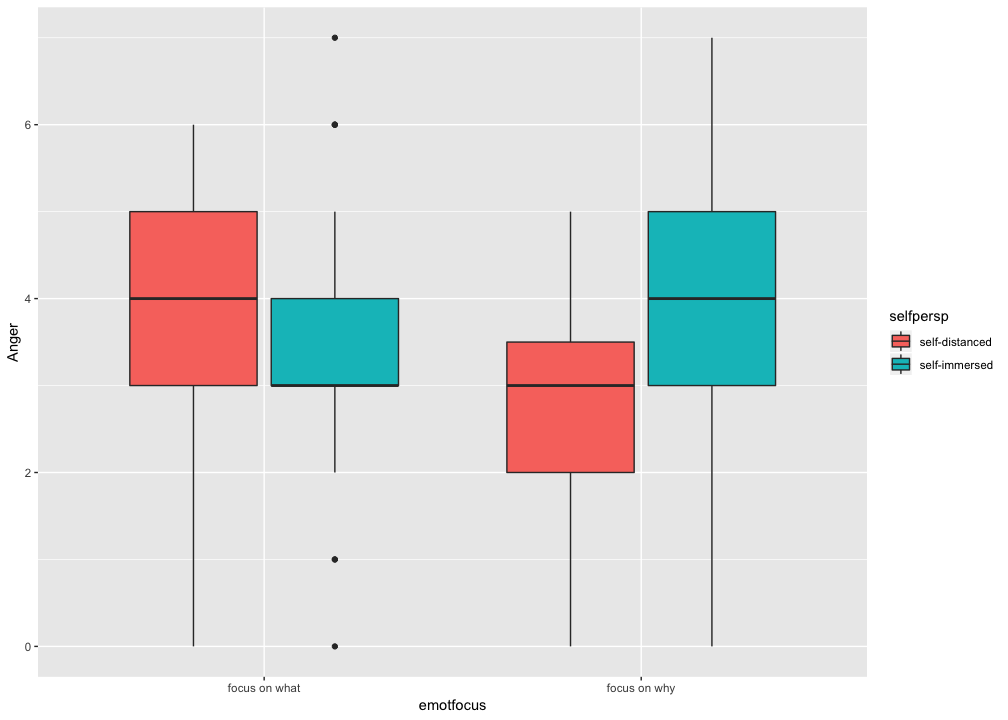 Anger
6
4
2
0
focus on what
focus on why
emotfocus
selfpersp
self-distanced
self-immersed